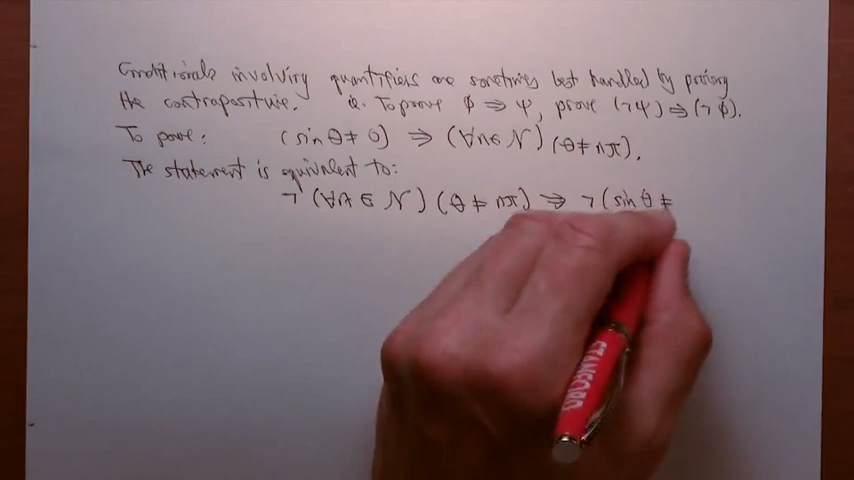 Conditionals involving quantifiers are sometimes best handled by proving
the contrapositive. i.e. To prove ϕ ⇒ ψ, prove (¬ψ) ⇒ (¬ϕ).
To prove: (sin θ ≠ 0) ⇒ (∀n ∈ N) (θ ≠ nπ).
The statement is equivalent to:
¬ (∀n ∈ N) (θ ≠ nπ) ⇒ ¬ (sin θ ≠
STANFORD